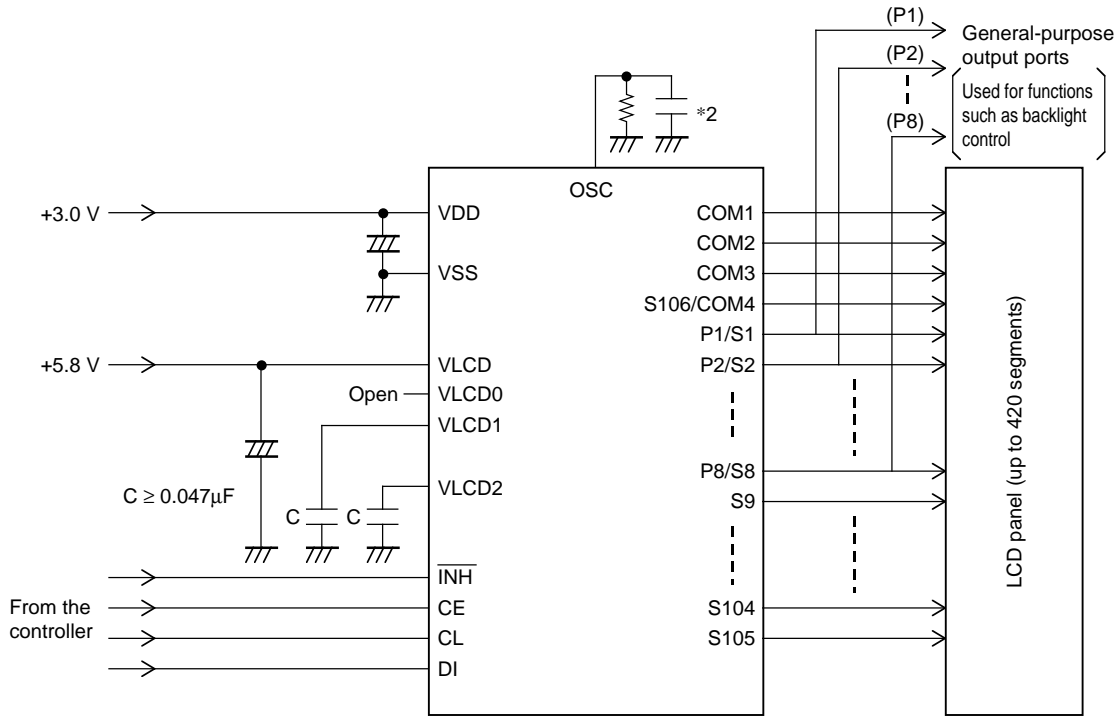 (P1)
General-purpose
output ports
(P2)
Used for functions
such as backlight
control
(P8)
*2
OSC
+3.0 V
VDD
COM1
COM2
VSS
COM3
S106/COM4
P1/S1
+5.8 V
VLCD
P2/S2
Open
VLCD0
VLCD1
P8/S8
C ≥ 0.047µF
VLCD2
S9
C
C
LCD panel (up to 420 segments)
INH
From the
controller
CE
S104
CL
S105
DI